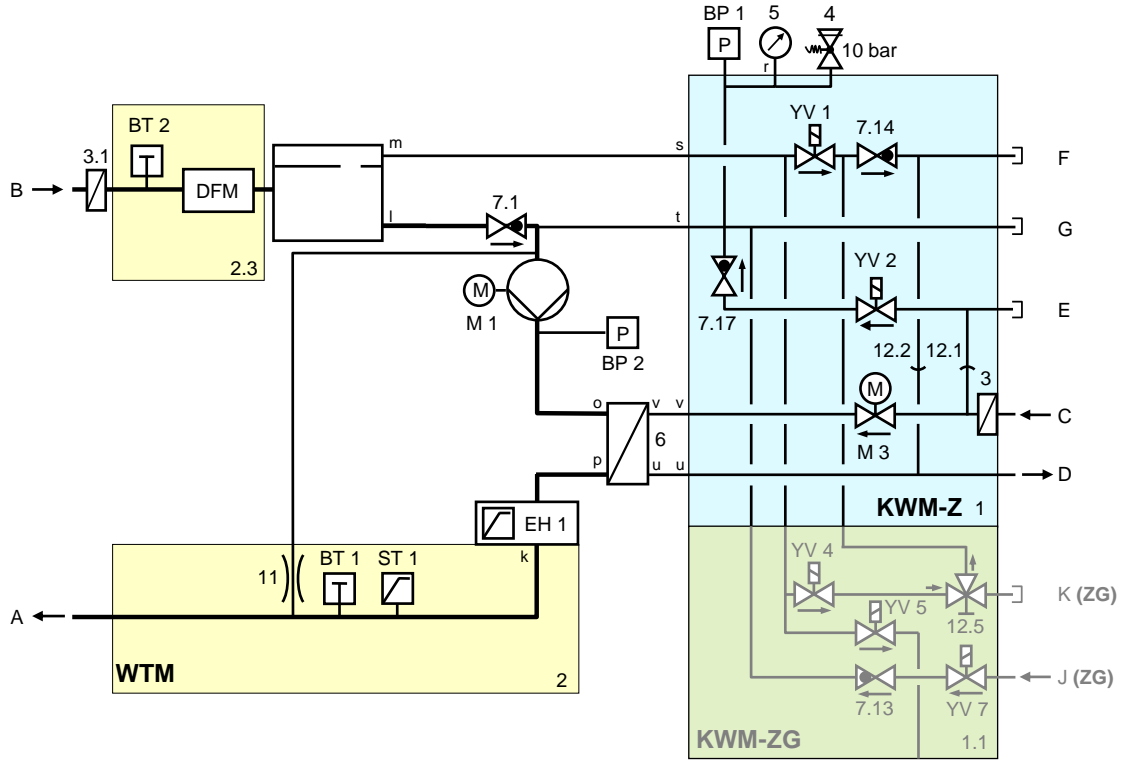 BP 1 5 4
P r 10 bar
BT 2 YV 1 7.14
3.1 m s F
B DFM
7.1
l t G
2.3 YV 2
M
M 1 7.17 E
P
BP 2 12.2 12.1
M 3
o v v C
6 M 3
p u u D
EH 1 KWM-Z 1
k
BT 1 ST 1 YV 4
11 YV 5 K (ZG)
12.5
A
WTM 2 J (ZG)
7.13 YV 7
KWM-ZG 1.1